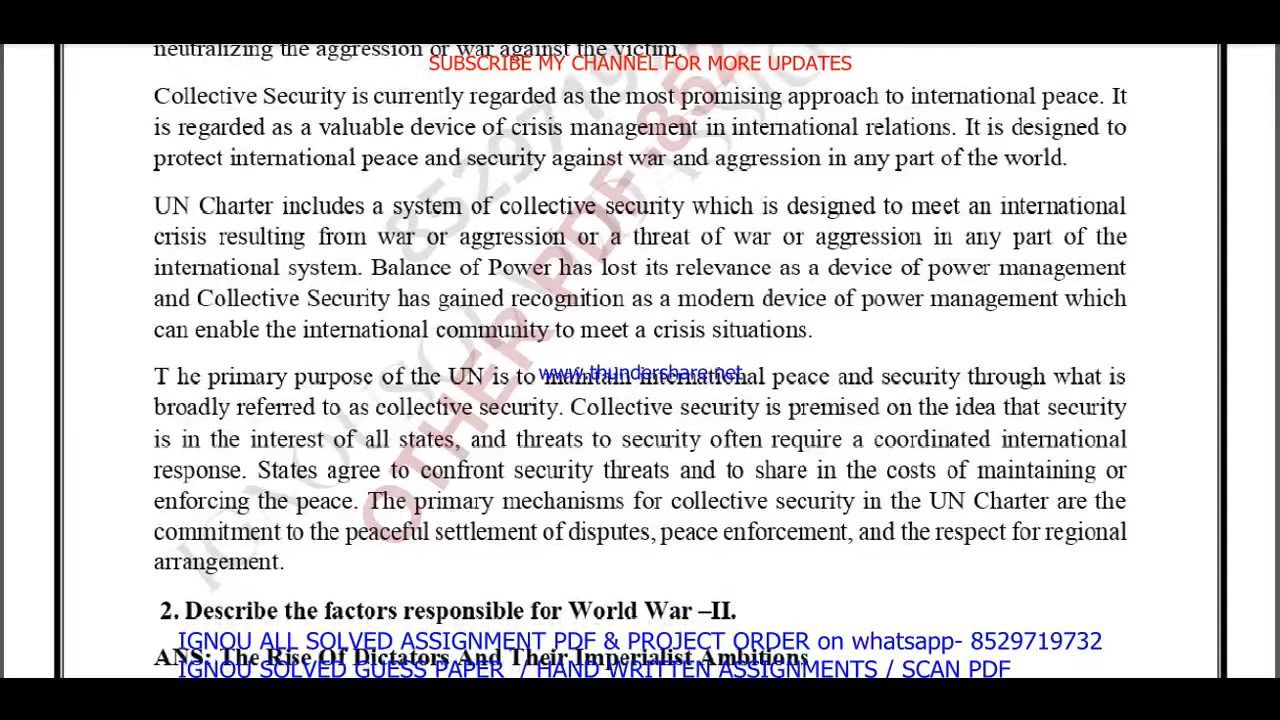 neutralizing the aggression or war against the victim.
SUBSCRIBE MY CHANNEL FOR MORE UPDATES
Collective Security is currently regarded as the most promising approach to international peace. It
is regarded as a valuable device of crisis management in international relations. It is designed to
protect international peace and security against war and aggression in any part of the world.
UN Charter includes a system of collective security which is designed to meet an international
crisis resulting from war or aggression or a threat of war or aggression in any part of the
international system. Balance of Power has lost its relevance as a device of power management
and Collective Security has gained recognition as a modern device of power management which
can enable the international community to meet a crisis situations.
T he primary purpose of the UN is to maintain international peace and security through what is
www.thundershare.net
broadly referred to as collective security. Collective security is premised on the idea that security
is in the interest of all states, and threats to security often require a coordinated international
response. States agree to confront security threats and to share in the costs of maintaining or
enforcing the peace. The primary mechanisms for collective security in the UN Charter are the
commitment to the peaceful settlement of disputes, peace enforcement, and the respect for regional
arrangement.
2. Describe the factors responsible for World War –II.
IGNOU ALL SOLVED ASSIGNMENT PDF & PROJECT ORDER on whatsapp- 8529719732
ANS: The Rise Of Dictators And Their Imperialist Ambitions
IGNOU SOLVED GUESS PAPER / HAND WRITTEN ASSIGNMENTS / SCAN PDF
OTHER PDF-852